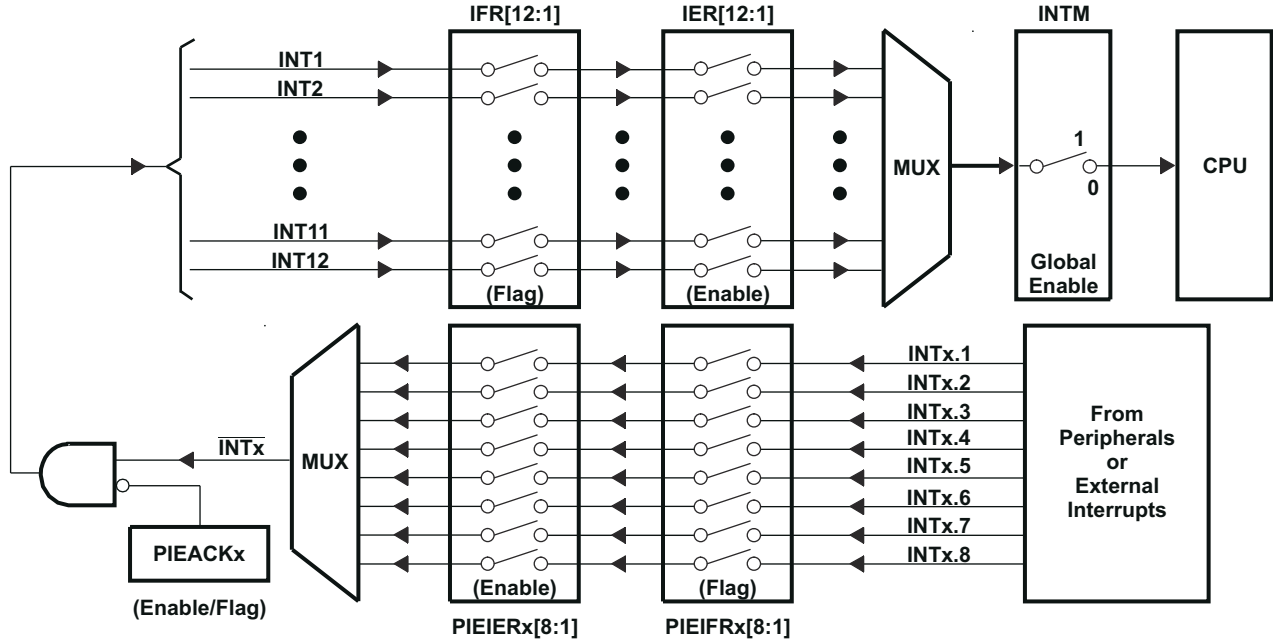 IFR[12:1]
IER[12:1]
INTM
INT1
INT2
1
MUX
CPU
0
INT11
INT12
Global
Enable
(Flag)
(Enable)
INTx.1
INTx.2
INTx.3
INTx.4
INTx.5
INTx.6
INTx.7
INTx.8
From
Peripherals
or
External
Interrupts
INTx
MUX
PIEACKx
(Enable/Flag)
(Enable)
(Flag)
PIEIERx[8:1]
PIEIFRx[8:1]